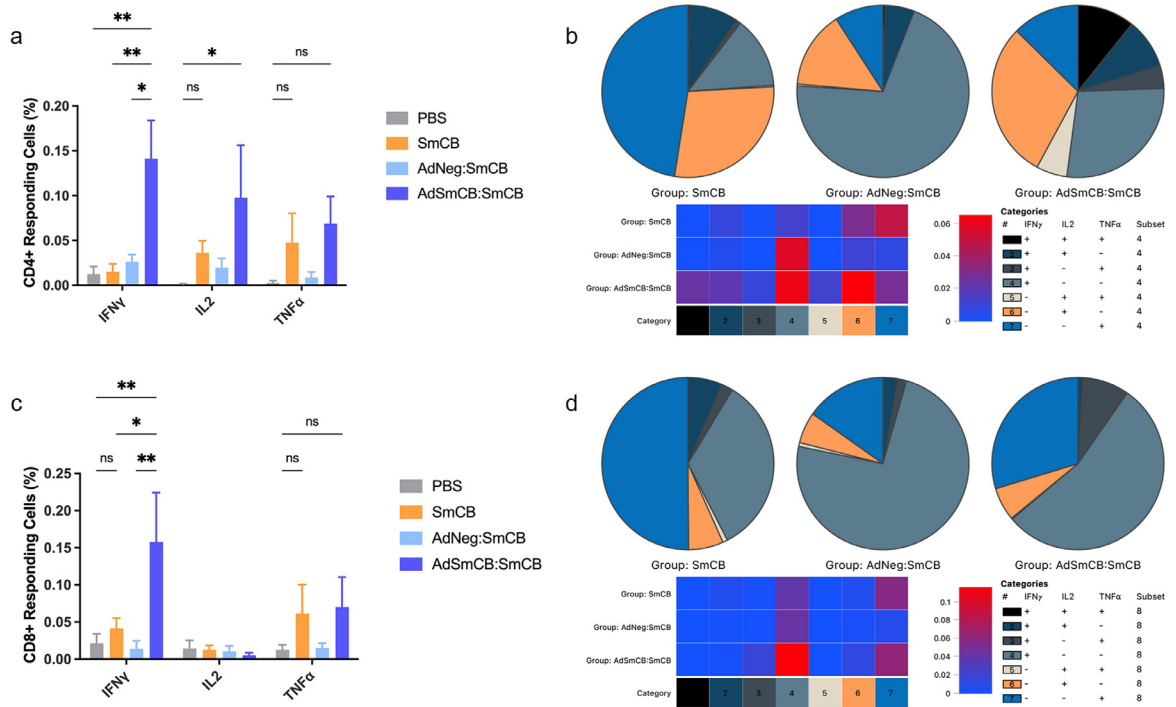 a
** 
** ns
* *
ns ns
0.20
0.15
0.10
0.05
0.00
CD4+ Responding Cells (%)
IFNγ IL2 TNFα
PBS
SmCB
AdNeg:SmCB
AdSmCB:SmCB
b
Group: SmCB Group: AdNeg:SmCB Group: AdSmCB:SmCB
Group: SmCB
Group: AdNeg:SmCB
Group: AdSmCB:SmCB
Category 2 3 4 5 6 7
0.06
0.04
0.02
0
Categories
# IFNγ IL2 TNFα Subset
+ + + 4
2 + + - 4
3 + - + 4
4 + - - 4
5 - + + 4
6 - + - 4
7 - - + 4
c
**
* ns
ns ** ns
0.25
0.20
0.15
0.10
0.05
0.00
CD8+ Responding Cells (%)
IFNγ IL2 TNFα
PBS
SmCB
AdNeg:SmCB
AdSmCB:SmCB
d
Group: SmCB Group: AdNeg:SmCB Group: AdSmCB:SmCB
Group: SmCB
Group: AdNeg:SmCB
Group: AdSmCB:SmCB
Category 2 3 4 5 6 7
0.1
0.08
0.06
0.04
0.02
0
Categories
# IFNγ IL2 TNFα Subset
+ + + 8
2 + + - 8
3 + - + 8
4 + - - 8
5 - + + 8
6 - + - 8
7 - - + 8